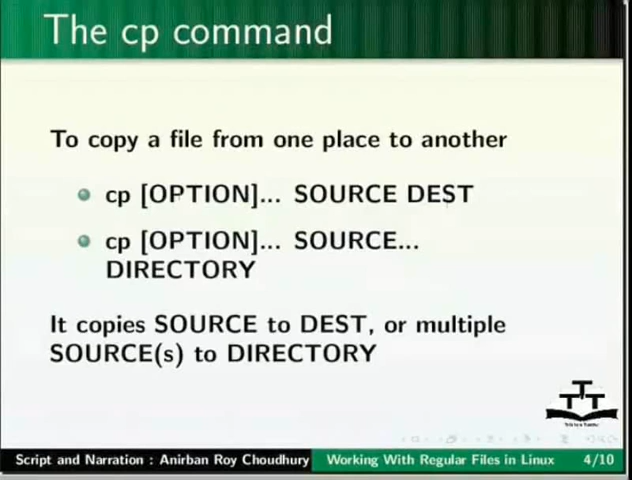 The cp command
To copy a file from one place to another
cp [OPTION]... SOURCE DEST
cp [OPTION]... SOURCE...
DIRECTORY
It copies SOURCE to DEST, or multiple
SOURCE(s) to DIRECTORY
TTT
Script and Narration : Anirban Roy Choudhury
Working With Regular Files in Linux
4/10